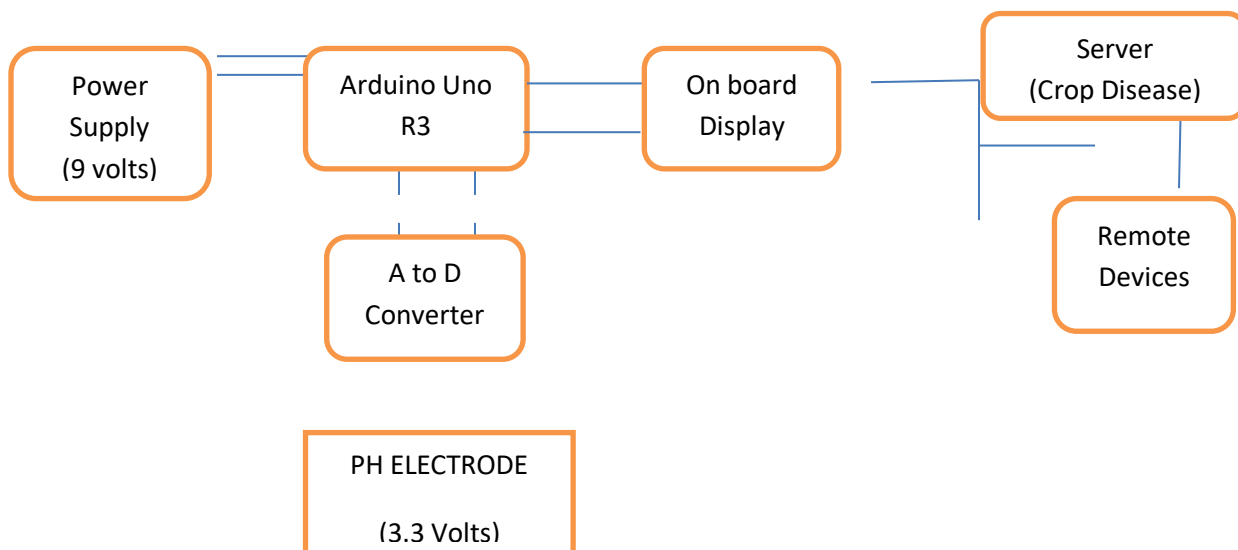 Power
Supply
(9 volts)
Arduino Uno
R3
On board
Display
Server
(Crop Disease)
A to D
Converter
Remote
Devices
PH ELECTRODE
(3.3 Volts)